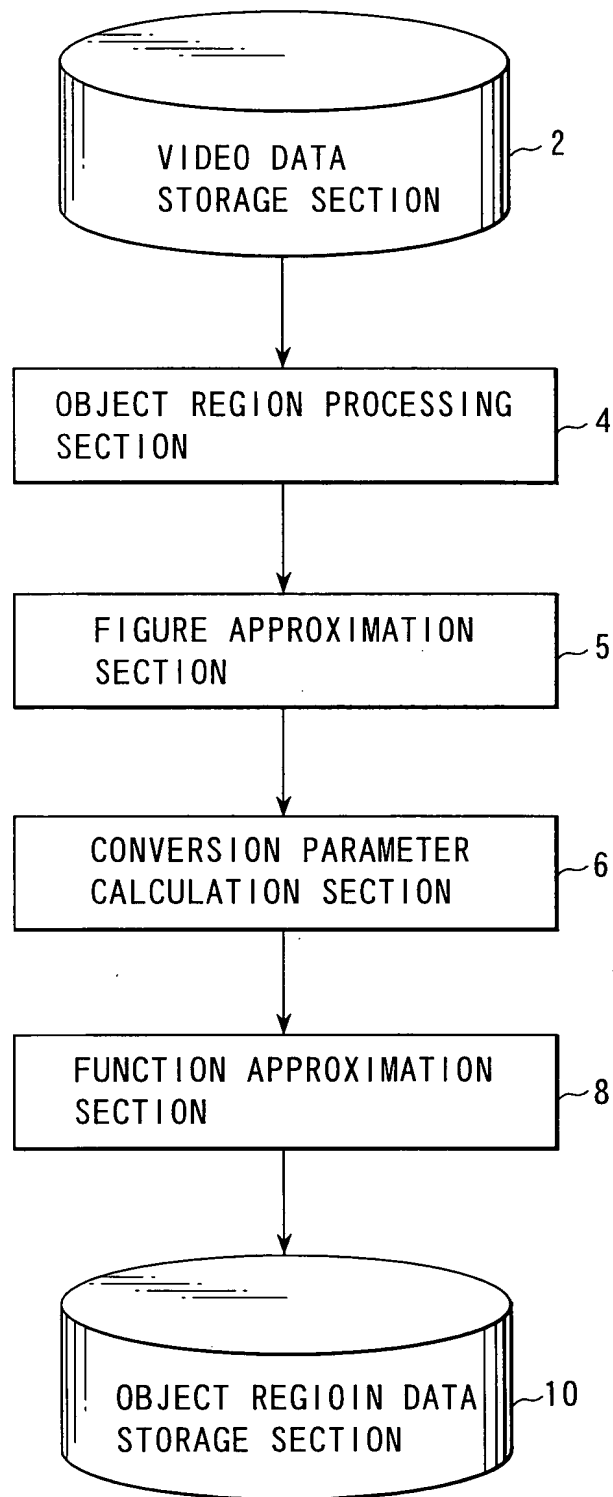 VIDEO DATA
STORAGE SECTION
2
OBJECT REGION PROCESSING
SECTION
4
FIGURE APPROXIMATION
SECTION
5
CONVERSION PARAMETER
CALCULATION SECTION
6
FUNCTION APPROXIMATION
SECTION
8
OBJECT REGIOIN DATA
STORAGE SECTION
10